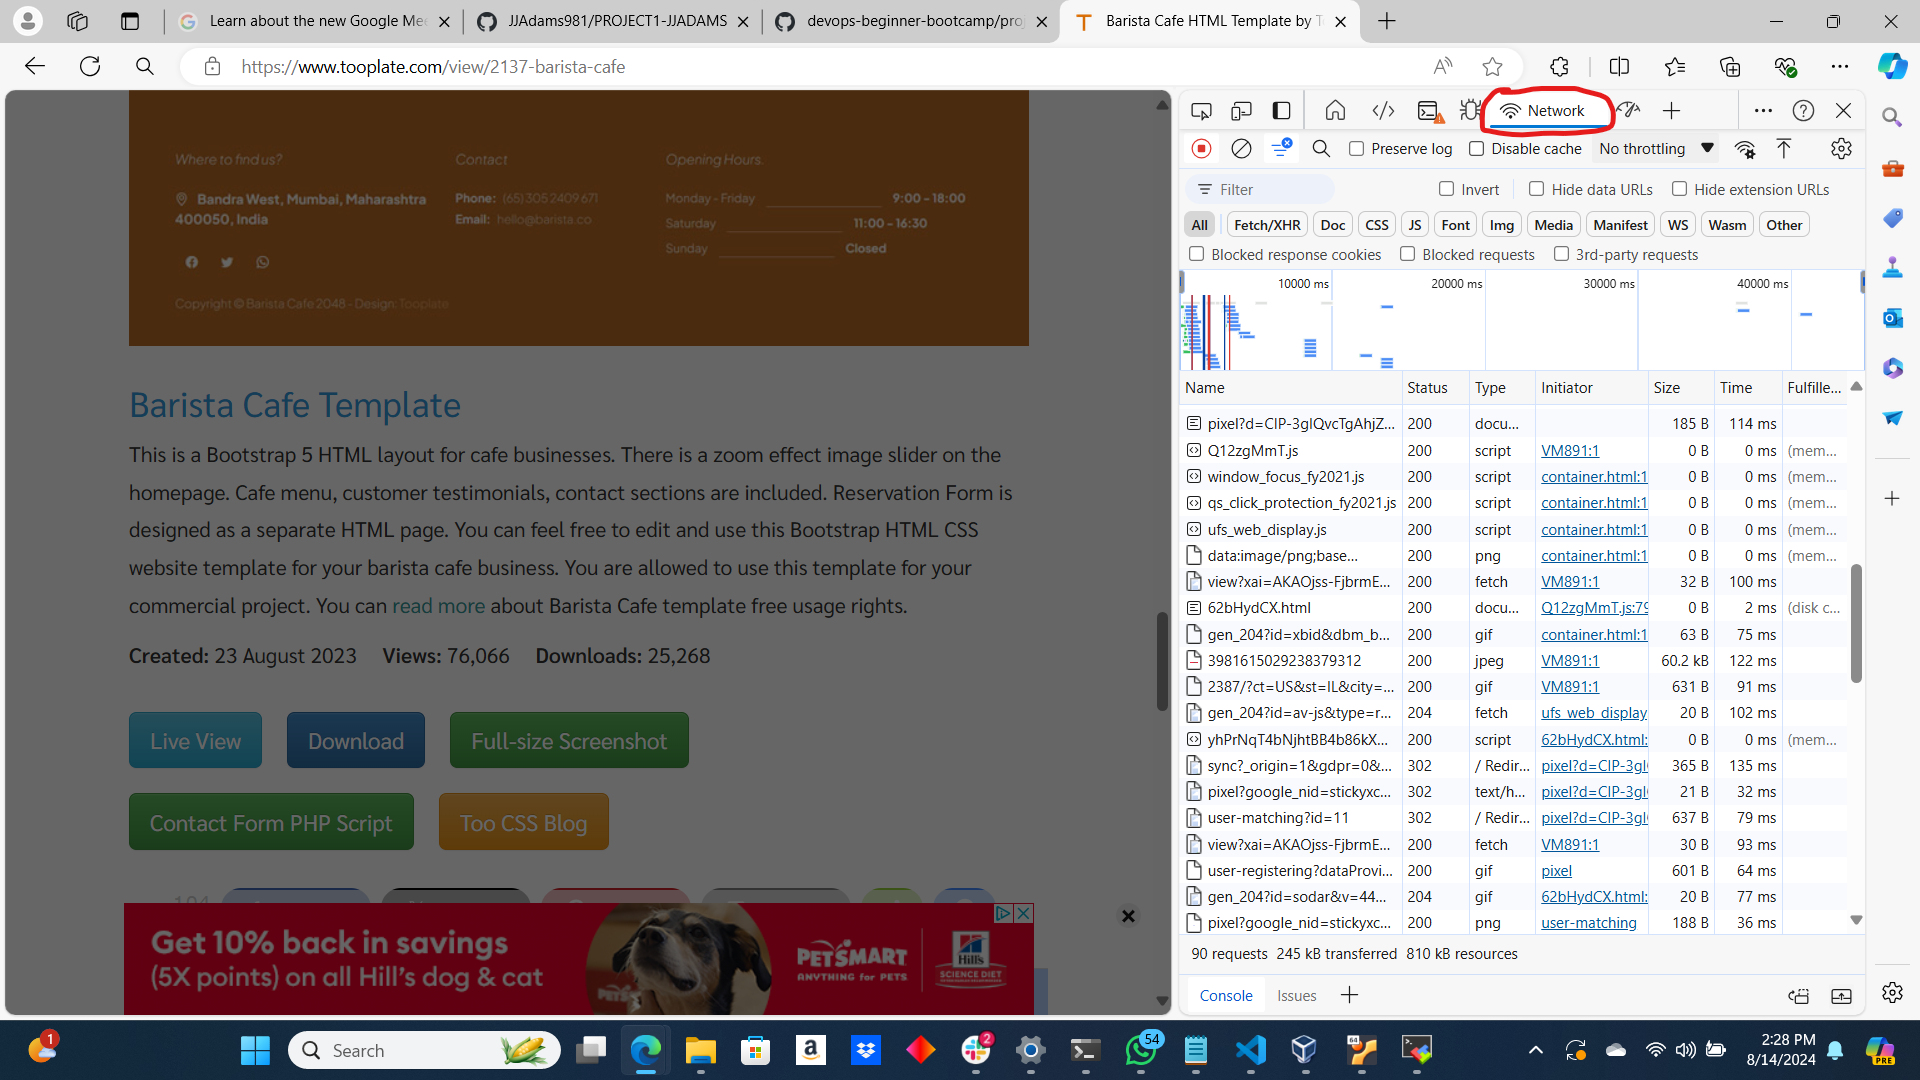 Learn about the new Google Me
JJAdams981/PROJECT1-JJADAMS
devops-beginner-bootcamp/proj
Barista Cafe HTML Template by T
https://www.tooplate.com/view/2137-barista-cafe
Where to find us?
Bandra West, Mumbai, Maharashtra
400050, India
Contact
Phone: (65) 305 2409 671
Email: hello@barista.co
Opening Hours.
Monday - Friday 9:00 - 18:00
Saturday 11:00 - 16:30
Sunday Closed
Copyright © Barista Cafe 2048 - Design: Tooplate
Barista Cafe Template
This is a Bootstrap 5 HTML layout for cafe businesses. There is a zoom effect image slider on the
homepage. Cafe menu, customer testimonials, contact sections are included. Reservation Form is
designed as a separate HTML page. You can feel free to edit and use this Bootstrap HTML CSS
website template for your barista cafe business. You are allowed to use this template for your
commercial project. You can read more about Barista Cafe template free usage rights.
Created: 23 August 2023 Views: 76,066 Downloads: 25,268
Live View Download Full-size Screenshot
Contact Form PHP Script Too CSS Blog
Get 10% back in savings
(5X points) on all Hill's dog & cat
PETSMART
ANYTHING for PETS
Hill's
SCIENCE DIET
Network
Preserve log Disable cache No throttling
Filter Invert Hide data URLs Hide extension URLs
All Fetch/XHR Doc CSS JS Font Img Media Manifest WS Wasm Other
Blocked response cookies Blocked requests 3rd-party requests
10000 ms 20000 ms 30000 ms 40000 ms
Name Status Type Initiator Size Time Fulfille...
pixel?d=CIP-3gIQvcTgAhjZ... 200 docu... 185 B 114 ms
Q12zgMmT.js 200 script VM891:1 0 B 0 ms (mem...
window_focus_fy2021.js 200 script container.html:1 0 B 0 ms (mem...
qs_click_protection_fy2021.js 200 script container.html:1 0 B 0 ms (mem...
ufs_web_display.js 200 script container.html:1 0 B 0 ms (mem...
data:image/png;base... 200 png container.html:1 0 B 0 ms (mem...
view?xai=AKAOjss-FjbrmE... 200 fetch VM891:1 32 B 100 ms
62bHydCX.html 200 docu... Q12zgMmT.js:79 0 B 2 ms (disk c...
gen_204?id=xbid&dbm_b... 200 gif container.html:1 63 B 75 ms
3981615029238379312 200 jpeg VM891:1 60.2 kB 122 ms
2387/?ct=US&st=IL&city=... 200 gif VM891:1 631 B 91 ms
gen_204?id=av-js&type=r... 204 fetch ufs_web_display 20 B 102 ms
yhPrNqT4bNjhtBB4b86kX... 200 script 62bHydCX.html: 0 B 0 ms (mem...
sync?_origin=1&gdpr=0&... 302 / Redir... pixel?d=CIP-3gI 365 B 135 ms
pixel?google_nid=stickyxc... 302 text/h... pixel?d=CIP-3gI 21 B 32 ms
user-matching?id=11 302 / Redir... pixel?d=CIP-3gI 637 B 79 ms
view?xai=AKAOjss-FjbrmE... 200 fetch VM891:1 30 B 93 ms
user-registering?dataProvi... 200 gif pixel 601 B 64 ms
gen_204?id=sodar&v=44... 204 gif 62bHydCX.html: 20 B 77 ms
pixel?google_nid=stickyxc... 200 png user-matching 188 B 36 ms
90 requests 245 kB transferred 810 kB resources
Console Issues
1
Search
2
54
64
2:28 PM
8/14/2024
PRE